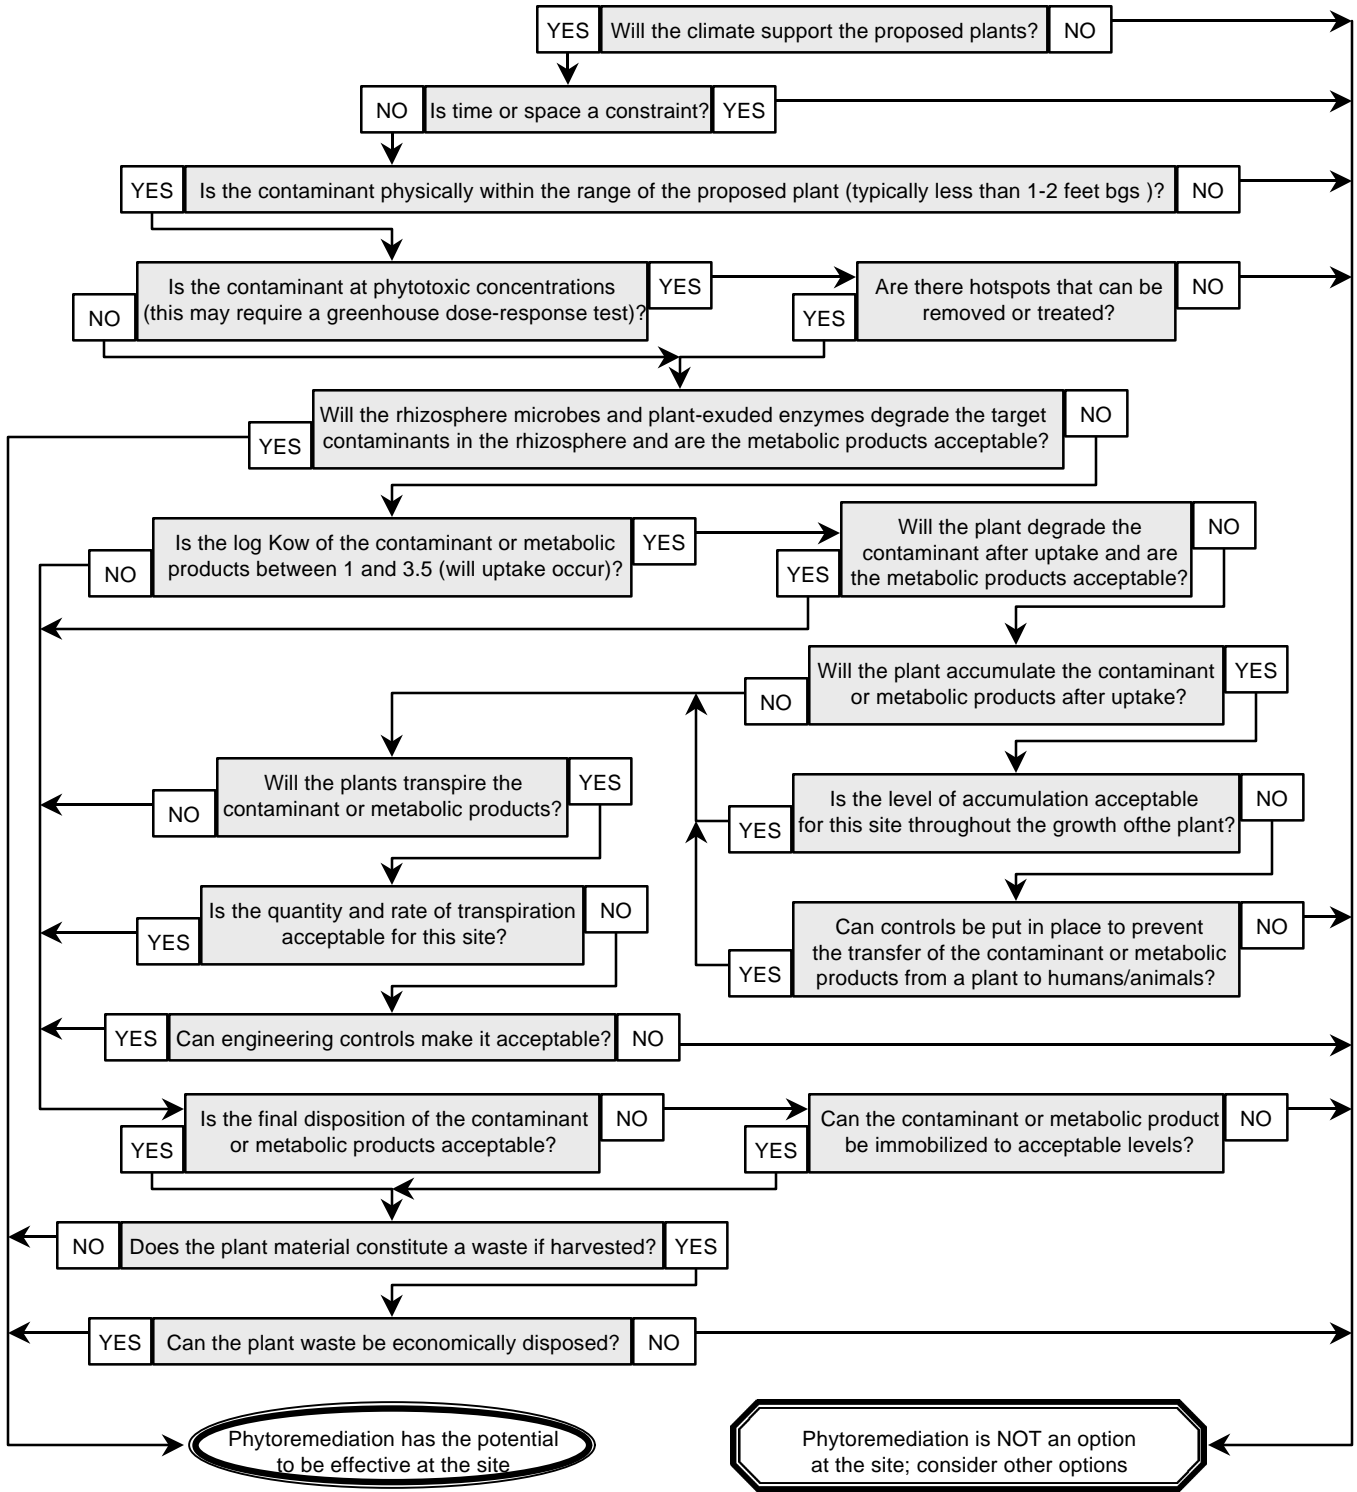 YES
Will the climate support the proposed plants?
NO
NO
Is time or space a constraint?
YES
YES
Is the contaminant physically within the range of the proposed plant (typically less than 1-2 feet bgs )?
NO
Is the contaminant at phytotoxic concentrations
(this may require a greenhouse dose-response test)?
YES
NO
Are there hotspots that can be
removed or treated?
NO
YES
Will the rhizosphere microbes and plant-exuded enzymes degrade the target
contaminants in the rhizosphere and are the metabolic products acceptable?
NO
YES
Is the log Kow of the contaminant or metabolic
products between 1 and 3.5 (will uptake occur)?
YES
NO
Will the plant degrade the
contaminant after uptake and are
the metabolic products acceptable?
NO
YES
Will the plant accumulate the contaminant
or metabolic products after uptake?
YES
NO
Will the plants transpire the
contaminant or metabolic products?
YES
NO
Is the level of accumulation acceptable
for this site throughout the growth ofthe plant?
NO
YES
Is the quantity and rate of transpiration
acceptable for this site?
NO
YES
Can controls be put in place to prevent
the transfer of the contaminant or metabolic
products from a plant to humans/animals?
NO
YES
YES
Can engineering controls make it acceptable?
NO
Is the final disposition of the contaminant
or metabolic products acceptable?
NO
YES
Can the contaminant or metabolic product
be immobilized to acceptable levels?
NO
YES
NO
Does the plant material constitute a waste if harvested?
YES
YES
Can the plant waste be economically disposed?
NO
Phytoremediation has the potential
to be effective at the site
Phytoremediation is NOT an option
at the site; consider other options